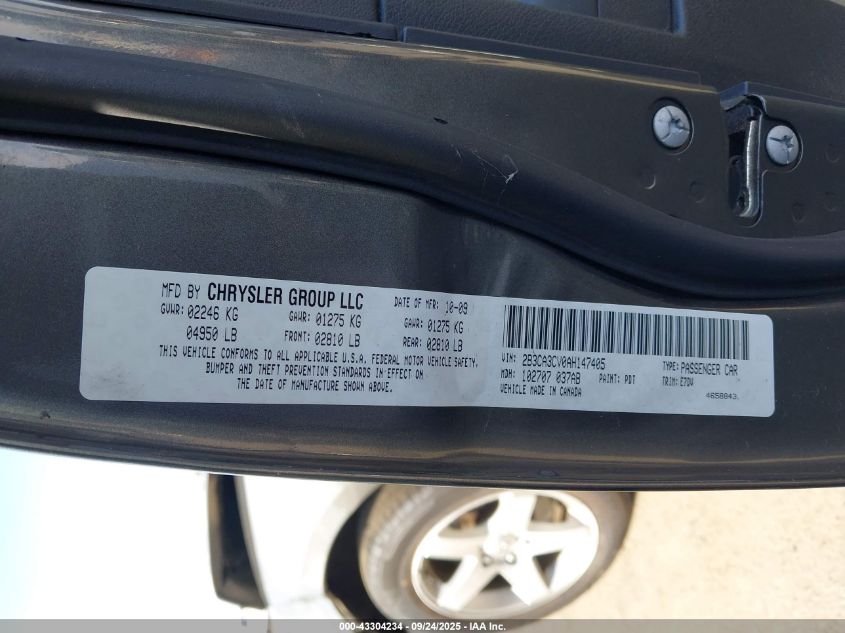 MFD BY CHRYSLER GROUP LLC DATE OF MFR: 10-09
GVWR: 02246 KG GAWR: 01275 KG GAWR: 01275 KG
04950 LB FRONT: 02810 LB REAR: 02810 LB
THIS VEHICLE CONFORMS TO ALL APPLICABLE U.S.A. FEDERAL MOTOR VEHICLE SAFETY,
BUMPER AND THEFT PREVENTION STANDARDS IN EFFECT ON
THE DATE OF MANUFACTURE SHOWN ABOVE.
VIN: 2B3CA3CV0AH147405 TYPE: PASSENGER CAR
MDH: 102707 037AB PAINT: PDT TRIM: E7DV
VEHICLE MADE IN CANADA 4658043.
000-43304234 - 09/24/2025 - IAA Inc.